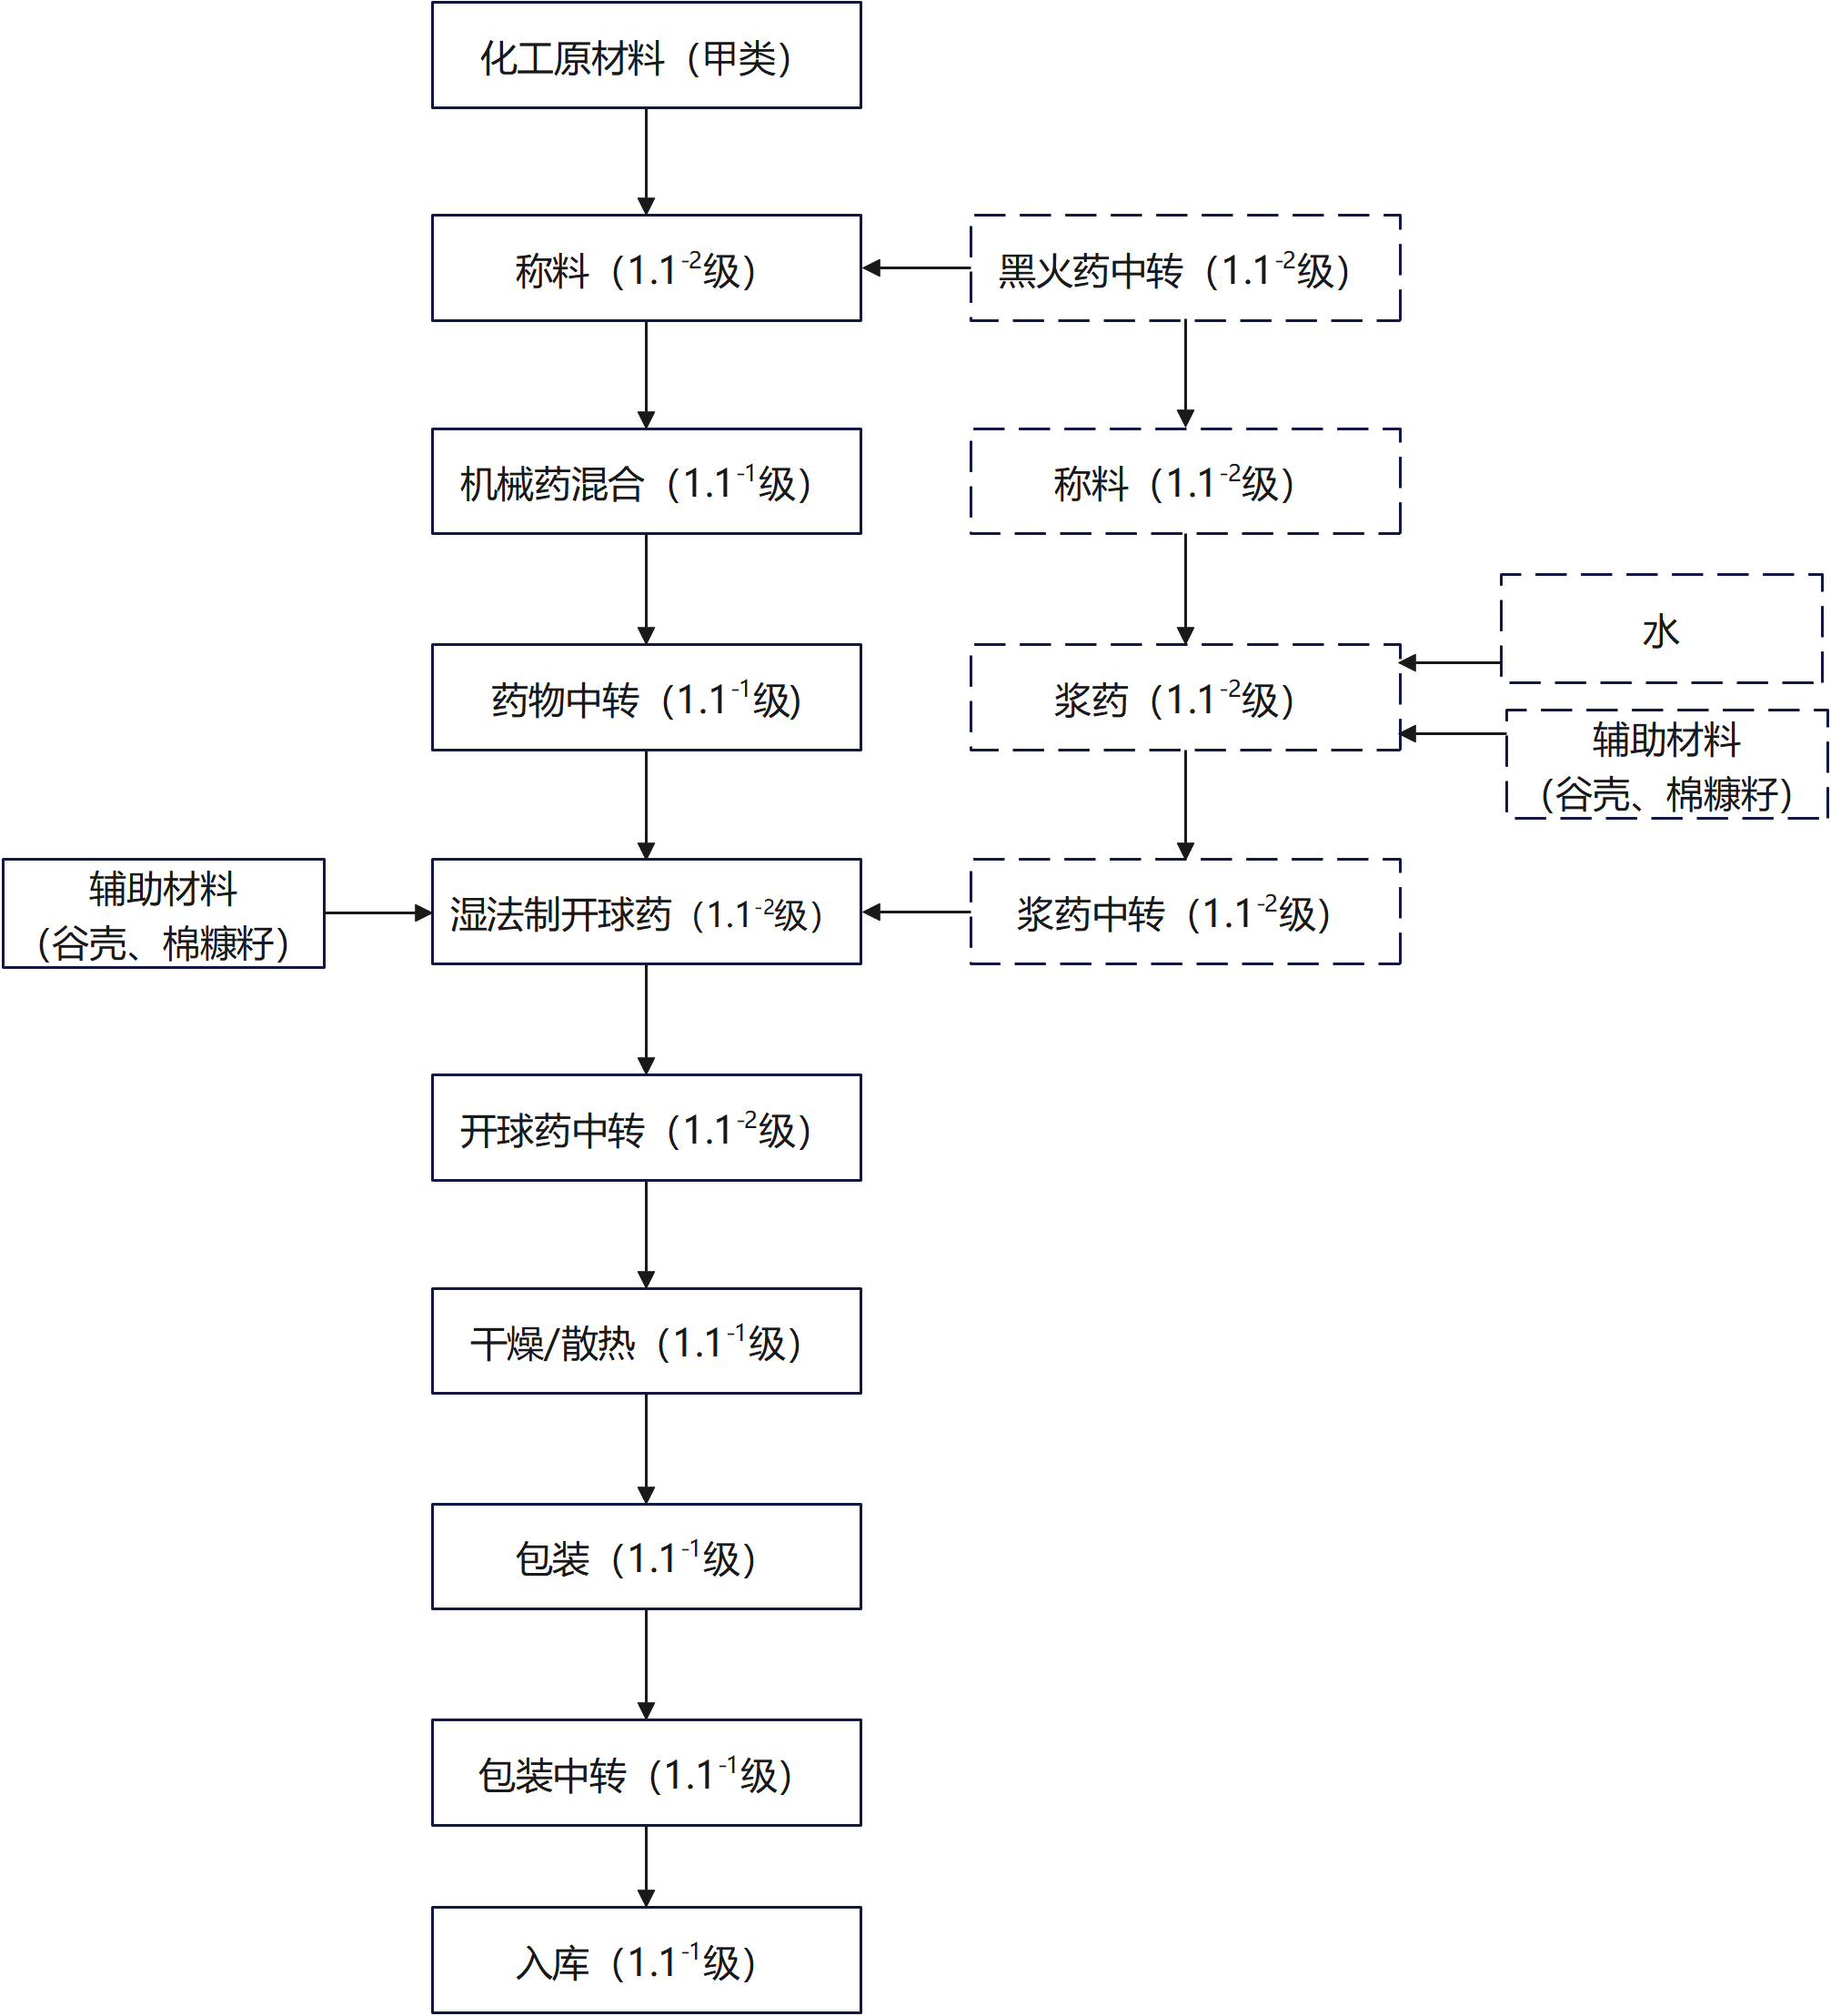 化工原材料（甲类）
称料（1.1⁻²级）
黑火药中转（1.1⁻²级）
机械药混合（1.1⁻¹级）
称料（1.1⁻²级）
水
药物中转（1.1⁻¹级)
浆药（1.1⁻²级）
辅助材料
（谷壳、棉糠籽）
辅助材料
（谷壳、棉糠籽）
湿法制开球药（1.1⁻²级）
浆药中转（1.1⁻²级）
开球药中转（1.1⁻²级）
干燥/散热（1.1⁻¹级）
包装（1.1⁻¹级）
包装中转（1.1⁻¹级）
入库（1.1⁻¹级）